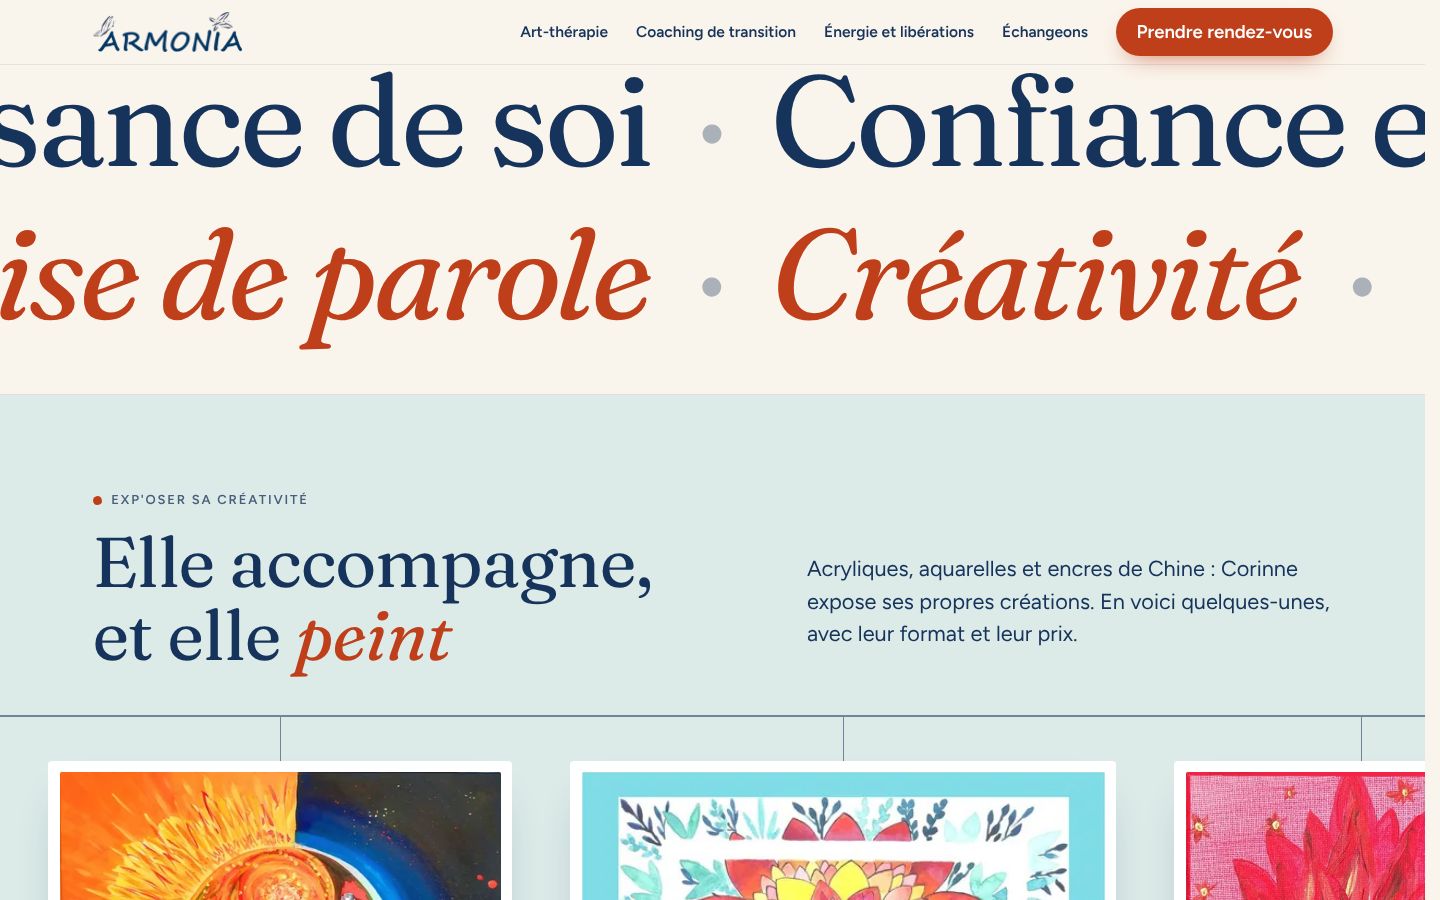 ARMONIA
Art-thérapie Coaching de transition Énergie et libérations Échangeons Prendre rendez-vous
sance de soi • Confiance e
ise de parole • Créativité •
EXP'OSER SA CRÉATIVITÉ
Elle accompagne,
et elle peint
Acryliques, aquarelles et encres de Chine : Corinne
expose ses propres créations. En voici quelques-unes,
avec leur format et leur prix.